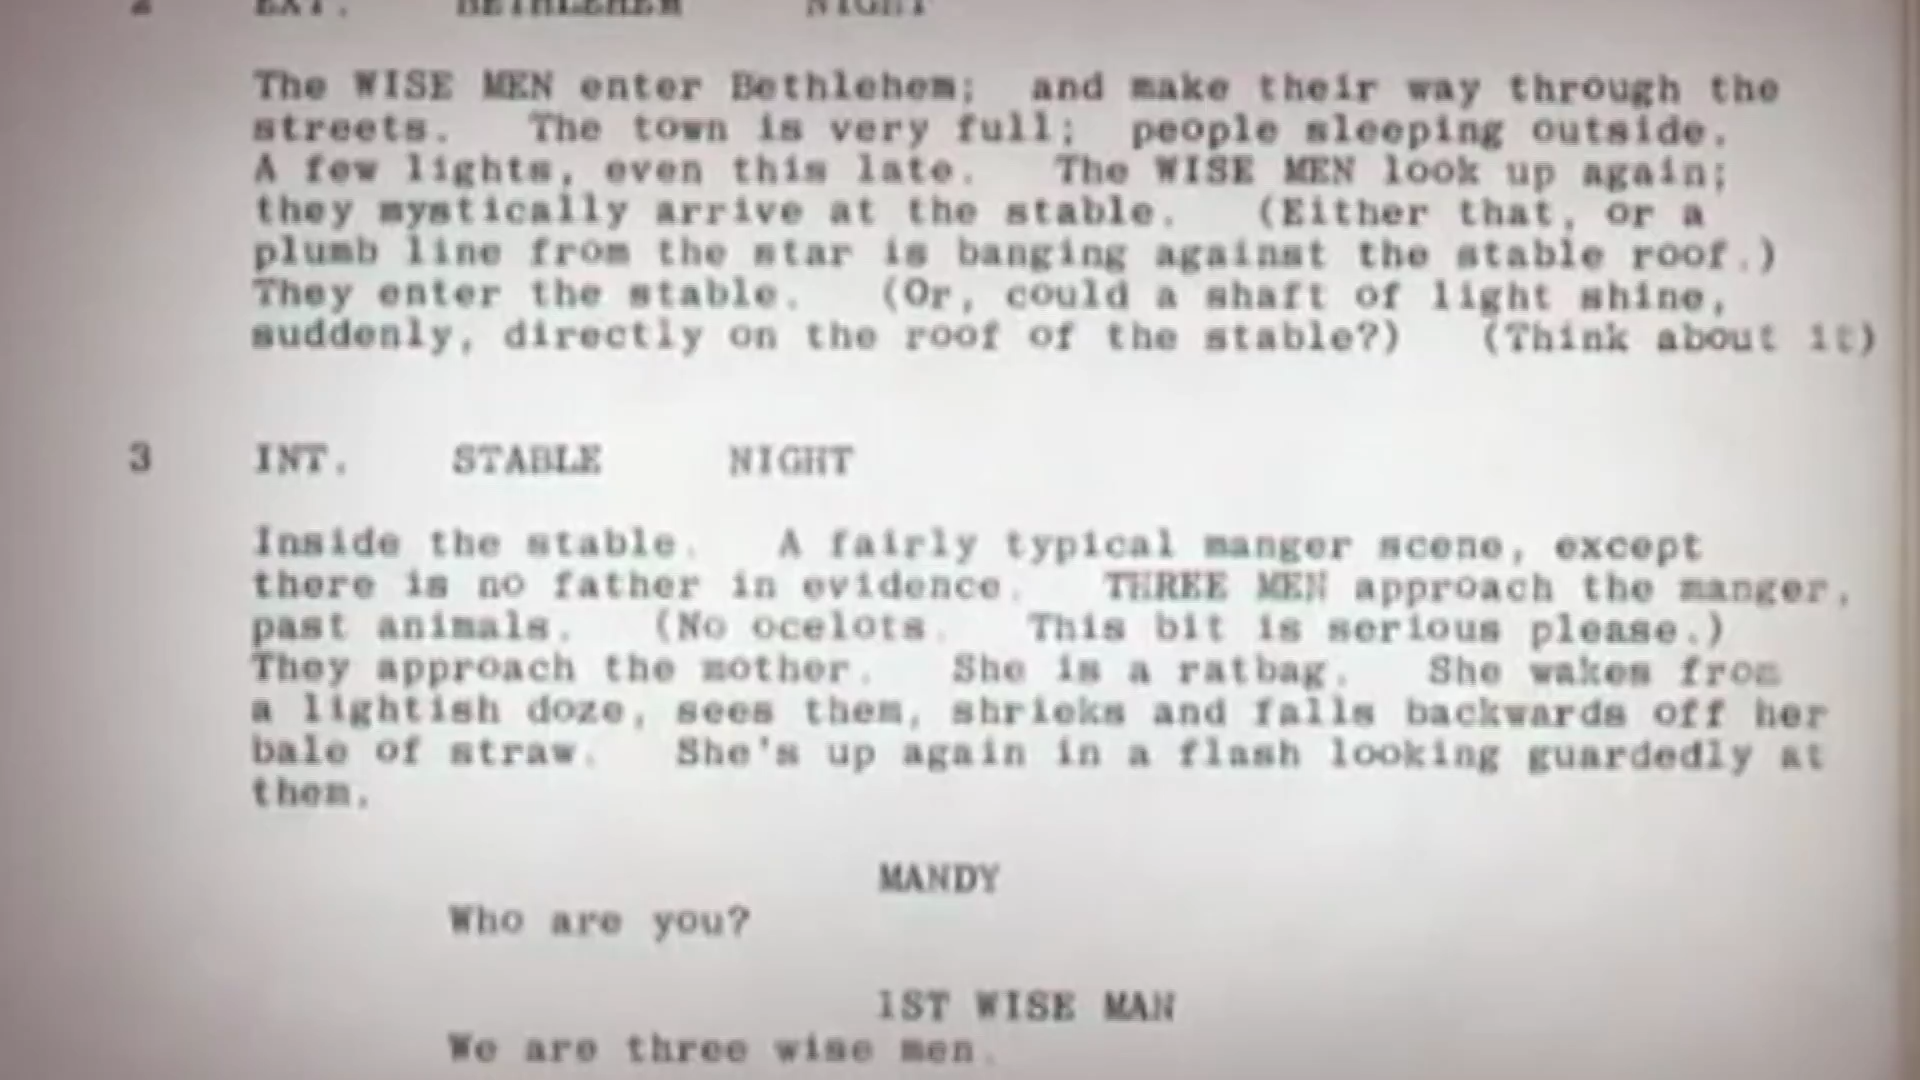 2 EXT. BETHLEHEM NIGHT
The WISE MEN enter Bethlehem; and make their way through the
streets. The town is very full; people sleeping outside.
A few lights, even this late. The WISE MEN look up again;
they mystically arrive at the stable. (Either that, or a
plumb line from the star is banging against the stable roof.)
They enter the stable. (Or, could a shaft of light shine,
suddenly, directly on the roof of the stable?) (Think about it)
3 INT. STABLE NIGHT
Inside the stable. A fairly typical manger scene, except
there is no father in evidence. THREE MEN approach the manger,
past animals. (No ocelots. This bit is serious please.)
They approach the mother. She is a ratbag. She wakes from
a lightish doze, sees them, shrieks and falls backwards off her
bale of straw. She's up again in a flash looking guardedly at
them.
MANDY
Who are you?
1ST WISE MAN
We are three wise men.